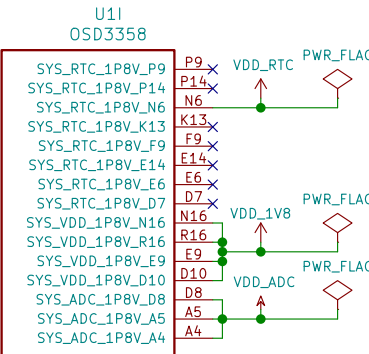 U1I
OSD3358
SYS_RTC_1P8V_P9 P9
SYS_RTC_1P8V_P14 P14
SYS_RTC_1P8V_N6 N6
SYS_RTC_1P8V_K13 K13
SYS_RTC_1P8V_F9 F9
SYS_RTC_1P8V_E14 E14
SYS_RTC_1P8V_E6 E6
SYS_RTC_1P8V_D7 D7
SYS_VDD_1P8V_N16 N16
SYS_VDD_1P8V_R16 R16
SYS_VDD_1P8V_E9 E9
SYS_VDD_1P8V_D10 D10
SYS_ADC_1P8V_D8 D8
SYS_ADC_1P8V_A5 A5
SYS_ADC_1P8V_A4 A4
VDD_RTC
PWR_FLAG
VDD_1V8
PWR_FLAG
VDD_ADC
PWR_FLAG